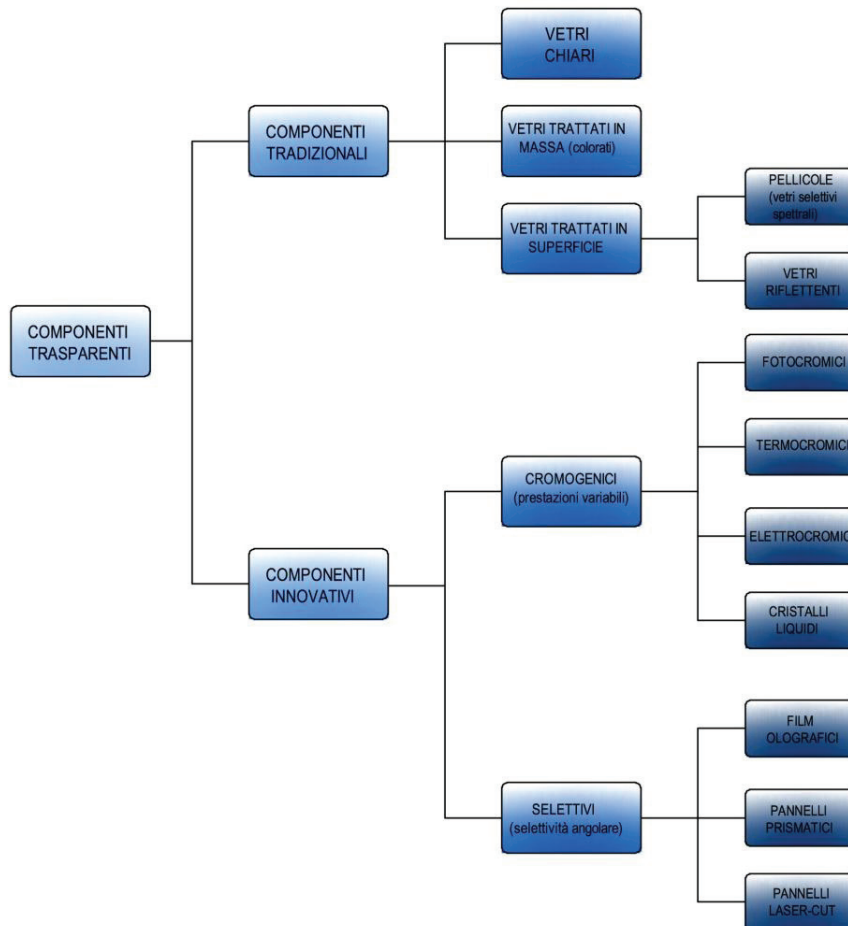 COMPONENTI
TRASPARENTI
COMPONENTI
TRADIZIONALI
VETRI
CHIARI
VETRI TRATTATI IN
MASSA (colorati)
VETRI TRATTATI IN
SUPERFICIE
PELLICOLE
(vetri selettivi
spettrali)
VETRI
RIFLETTENTI
COMPONENTI
INNOVATIVI
CROMOGENICI
(prestazioni variabili)
FOTOCROMICI
TERMOCROMICI
ELETTROCROMIC
CRISTALLI
LIQUIDI
SELETTIVI
(selettività angolare)
FILM
OLOGRAFICI
PANNELLI
PRISMATICI
PANNELLI
LASER-CUT